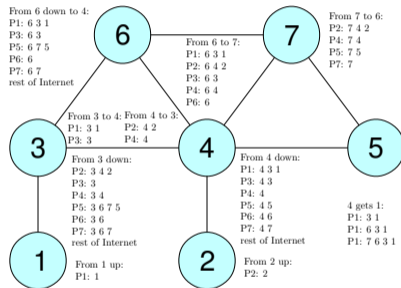 From 6 down to 4:
P1: 6 3 1
P3: 6 3
P5: 6 7 5
P6: 6
P7: 6 7
rest of Internet
6
From 6 to 7:
P1: 6 3 1
P2: 6 4 2
P3: 6 3
P4: 6 4
P6: 6
7
From 7 to 6:
P2: 7 4 2
P4: 7 4
P5: 7 5
P7: 7
From 3 to 4:
P1: 3 1
P3: 3
From 4 to 3:
P2: 4 2
P4: 4
3
4
5
From 3 down:
P2: 3 4 2
P3: 3
P4: 3 4
P5: 3 6 7 5
P6: 3 6
P7: 3 6 7
rest of Internet
From 4 down:
P1: 4 3 1
P3: 4 3
P4: 4
P5: 4 5
P6: 4 6
P7: 4 7
rest of Internet
4 gets 1:
P1: 3 1
P1: 6 3 1
P1: 7 6 3 1
1
From 1 up:
P1: 1
2
From 2 up:
P2: 2